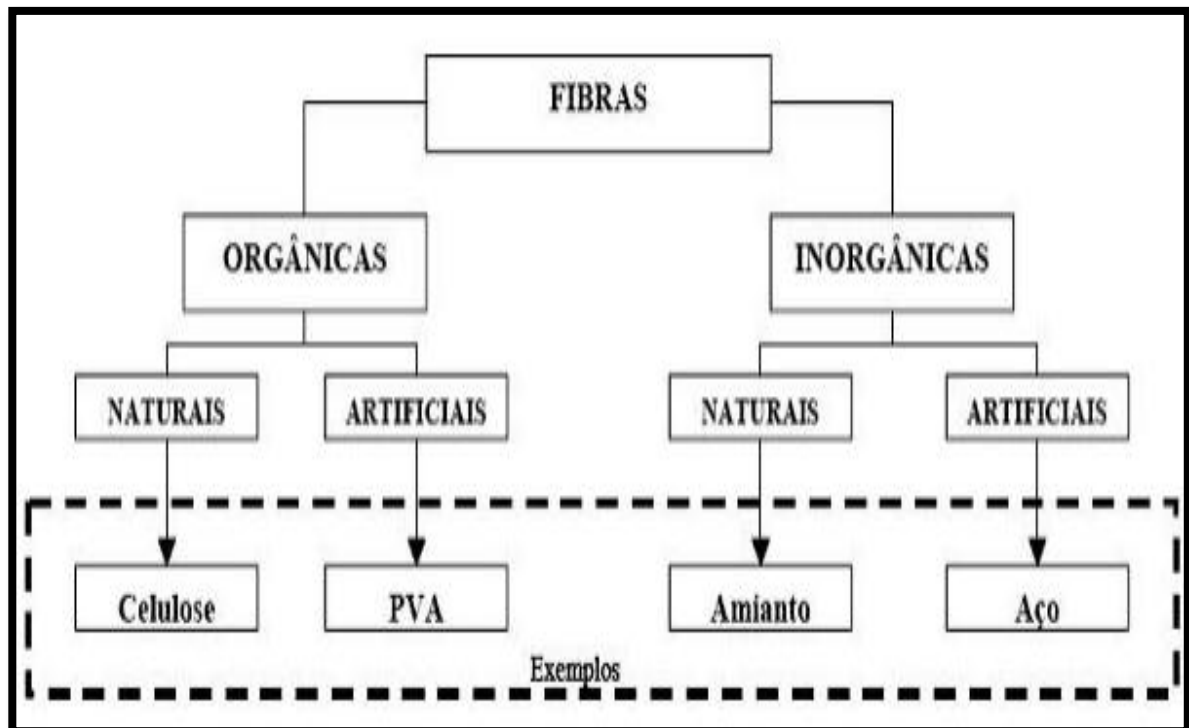 FIBRAS
ORGÂNICAS
INORGÂNICAS
NATURAIS
ARTIFICIAIS
NATURAIS
ARTIFICIAIS
Celulose
PVA
Amianto
Aço
Exemplos